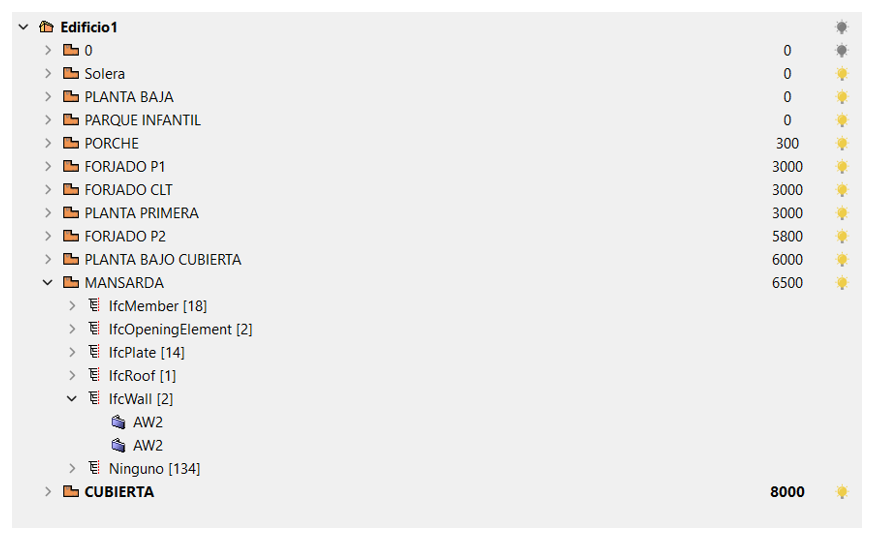 Edificio1
0 0
Solera 0
PLANTA BAJA 0
PARQUE INFANTIL 0
PORCHE 300
FORJADO P1 3000
FORJADO CLT 3000
PLANTA PRIMERA 3000
FORJADO P2 5800
PLANTA BAJO CUBIERTA 6000
MANSARDA 6500
IfcMember [18]
IfcOpeningElement [2]
IfcPlate [14]
IfcRoof [1]
IfcWall [2]
AW2
AW2
Ninguno [134]
CUBIERTA 8000